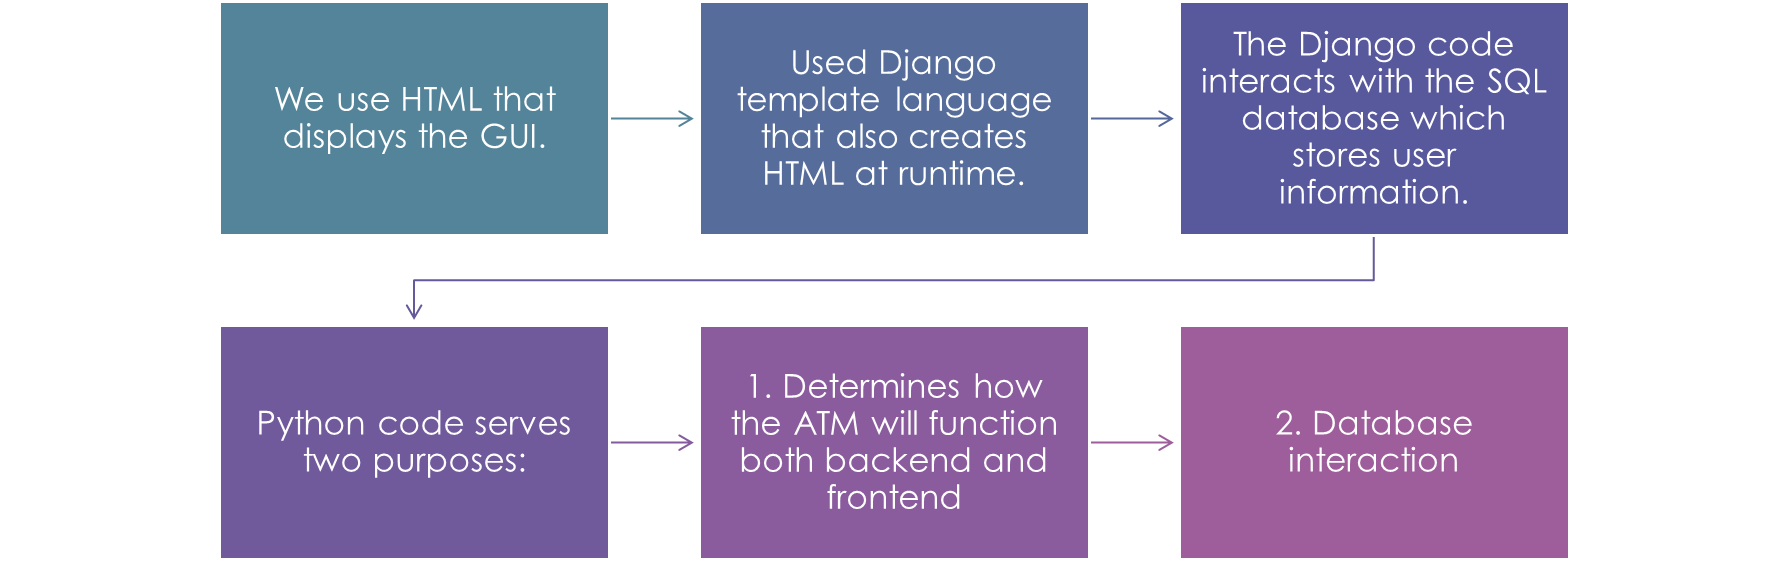 We use HTML that
displays the GUI.
Used Django
template language
that also creates
HTML at runtime.
The Django code
interacts with the SQL
database which
stores user
information.
Python code serves
two purposes:
1. Determines how
the ATM will function
both backend and
frontend
2. Database
interaction